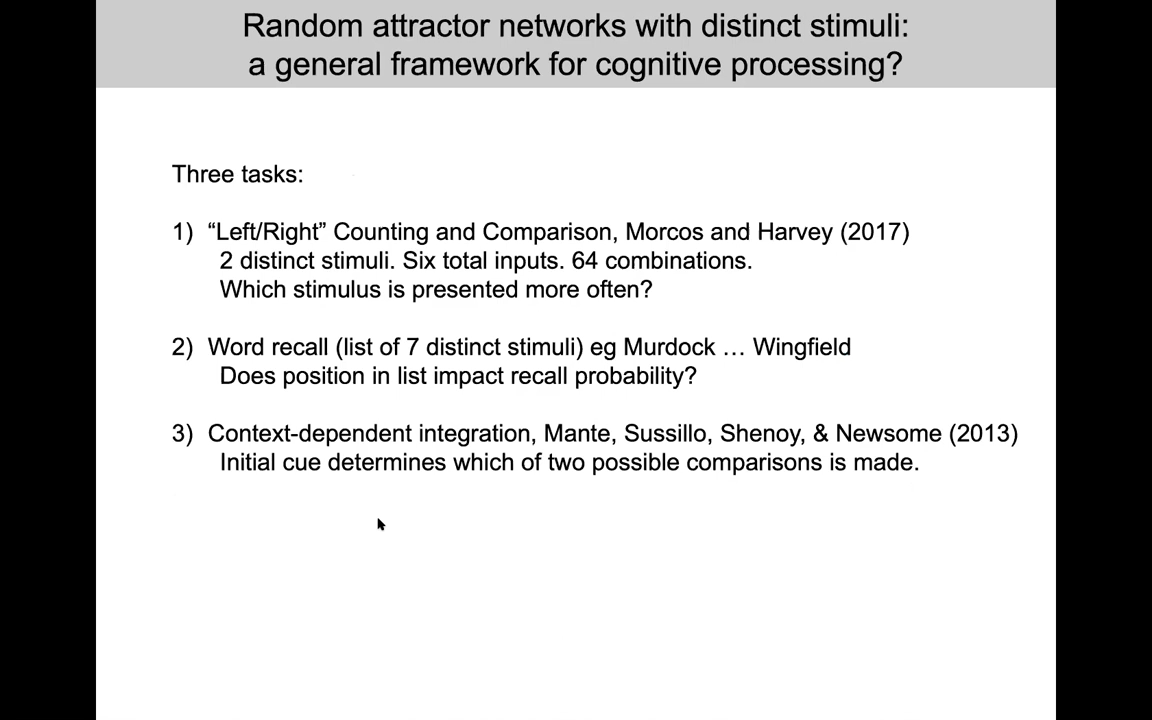 Random attractor networks with distinct stimuli:
a general framework for cognitive processing?
Three tasks:
1) “Left/Right” Counting and Comparison, Morcos and Harvey (2017)
2 distinct stimuli. Six total inputs. 64 combinations.
Which stimulus is presented more often?
2) Word recall (list of 7 distinct stimuli) eg Murdock … Wingfield
Does position in list impact recall probability?
3) Context-dependent integration, Mante, Sussillo, Shenoy, & Newsome (2013)
Initial cue determines which of two possible comparisons is made.